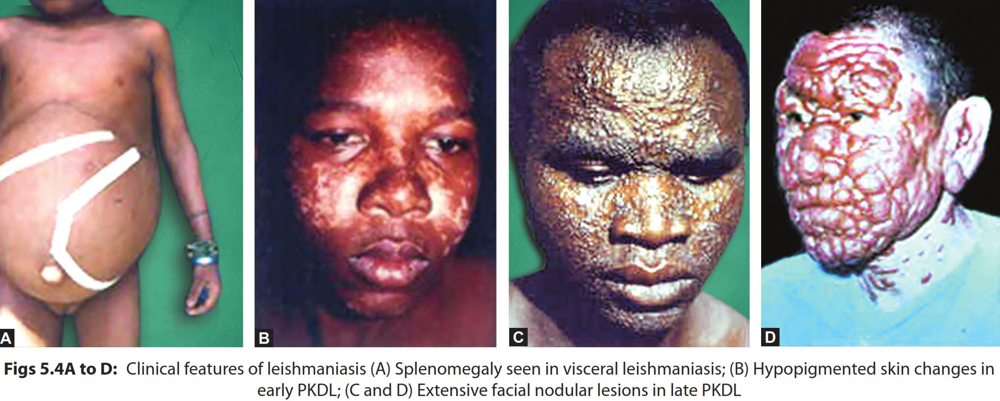 A
B
C
D
Figs 5.4A to D: Clinical features of leishmaniasis (A) Splenomegaly seen in visceral leishmaniasis; (B) Hypopigmented skin changes in
early PKDL; (C and D) Extensive facial nodular lesions in late PKDL